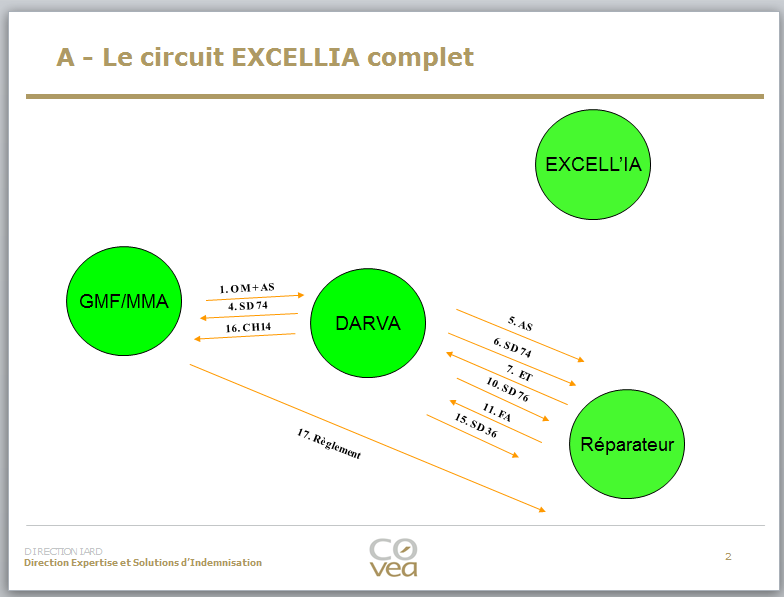 A - Le circuit EXCELLIA complet
EXCELL’IA
GMF/MMA
1. OM+AS
4. SD 74
16. CH14
DARVA
5. AS
6. SD 74
7. ET
10. SD 76
11. FA
15. SD 36
Réparateur
17. Règlement
DIRECTION IARD
Direction Expertise et Solutions d’Indemnisation
COvéa
2